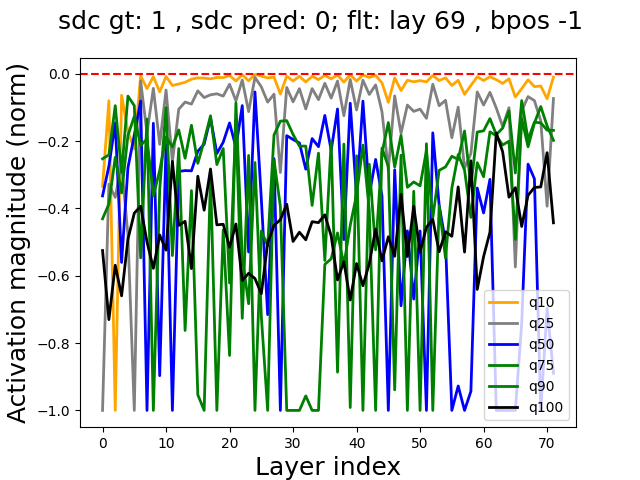 sdc gt: 1 , sdc pred: 0; flt: lay 69 , bpos -1
Activation magnitude (norm)
0.0
−0.2
−0.4
−0.6
−0.8
−1.0
q10
q25
q50
q75
q90
q100
0 10 20 30 40 50 60 70
Layer index